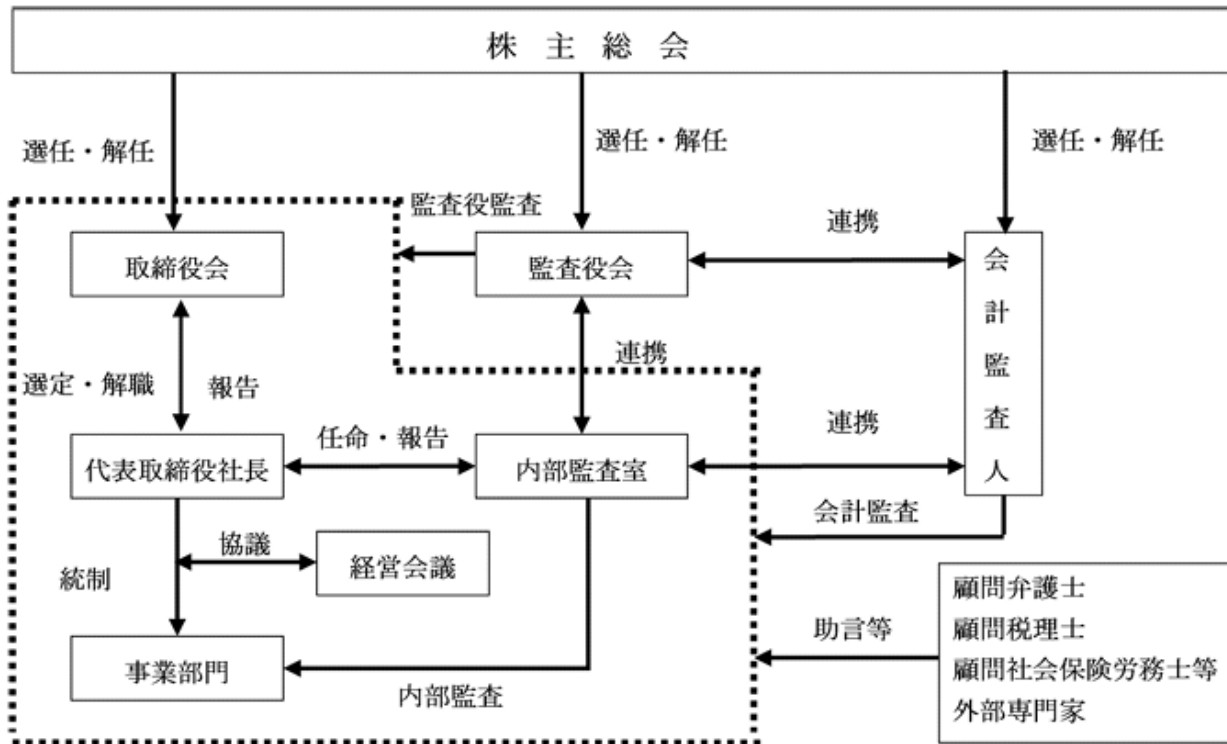 株主総会
選任・解任
選任・解任
選任・解任
監査役監査
連携
取締役会
監査役会
会計監査人
連携
選定・解職
報告
任命・報告
連携
代表取締役社長
内部監査室
会計監査
協議
経営会議
統制
顧問弁護士
助言等
顧問税理士
事業部門
顧問社会保険労務士等
内部監査
外部専門家